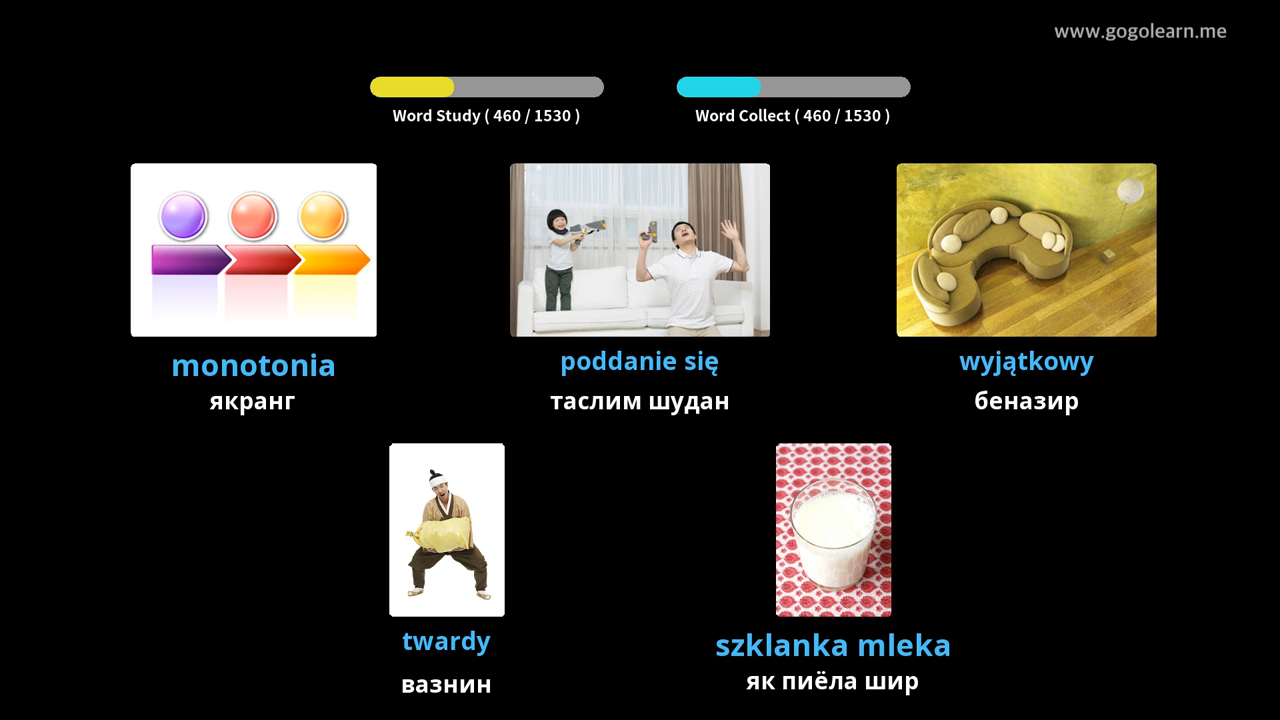 www.gogolearn.me
Word Study ( 460 / 1530 )
Word Collect ( 460 / 1530 )
monotonia
якранг
poddanie się
таслим шудан
wyjątkowy
беназир
twardy
вазнин
szklanka mleka
як пиёла шир